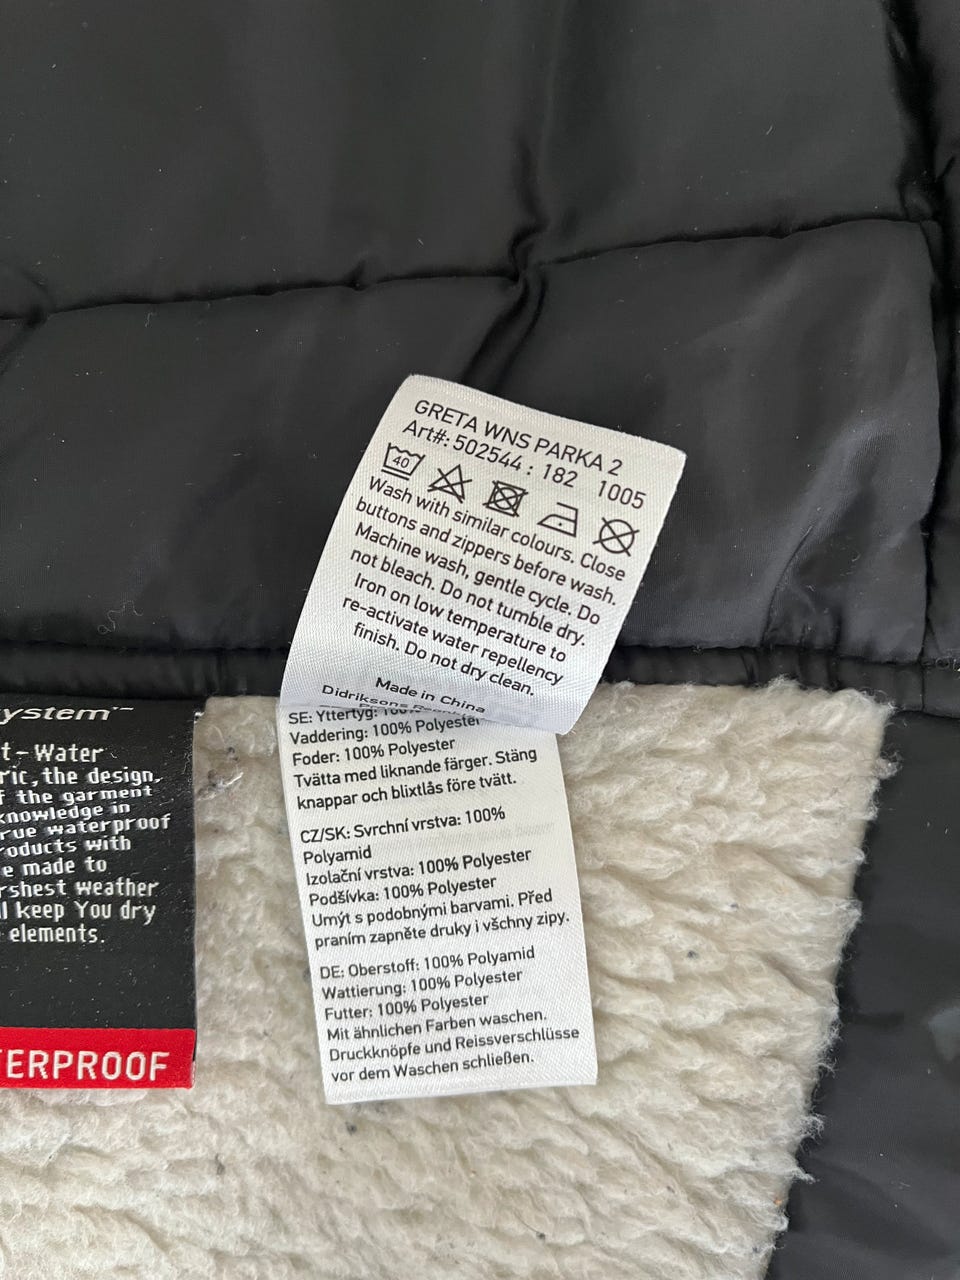 GRETA WNS PARKA 2
Art#: 502544 : 182 1005
40
Wash with similar colours. Close
buttons and zippers before wash.
Machine wash, gentle cycle. Do
not bleach. Do not tumble dry.
Iron on low temperature to
re-activate water repellency
finish. Do not dry clean.
Made in China
Didriksons
SE: Yttertyg: 100%
Vaddering: 100% Polyester
Foder: 100% Polyester
Tvätta med liknande färger. Stäng
knappar och blixtlås före tvätt.
CZ/SK: Svrchní vrstva: 100%
Polyamid
Izolační vrstva: 100% Polyester
Podšívka: 100% Polyester
Umýt s podobnými barvami. Před
praním zapněte druky i všchny zipy.
DE: Oberstoff: 100% Polyamid
Wattierung: 100% Polyester
Futter: 100% Polyester
Mit ähnlichen Farben waschen.
Druckknöpfe und Reissverschlüsse
vor dem Waschen schließen.
ystem™
t-Water
ric, the design,
f the garment
knowledge in
rue waterproof
roducts with
e made to
rshest weather
l keep You dry
elements.
TERPROOF